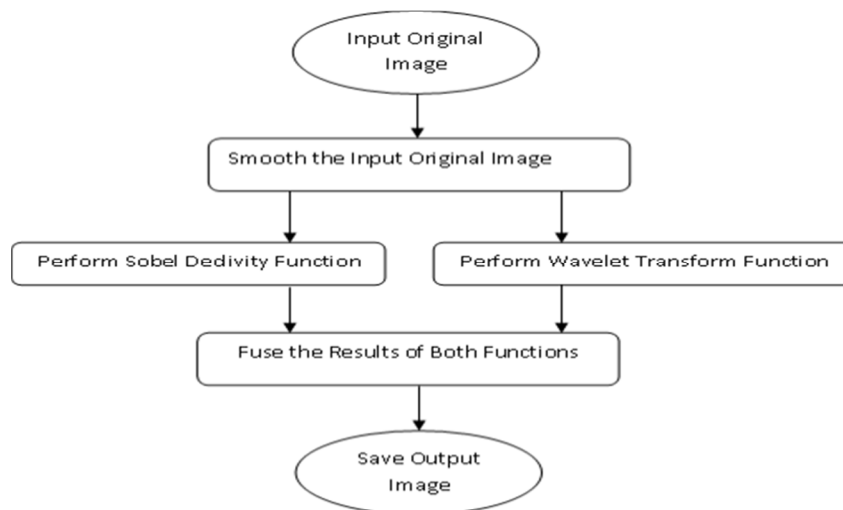 Input Original
Image
Smooth the Input Original Image
Perform Sobel Dedivity Function
Perform Wavelet Transform Function
Fuse the Results of Both Functions
Save Output
Image